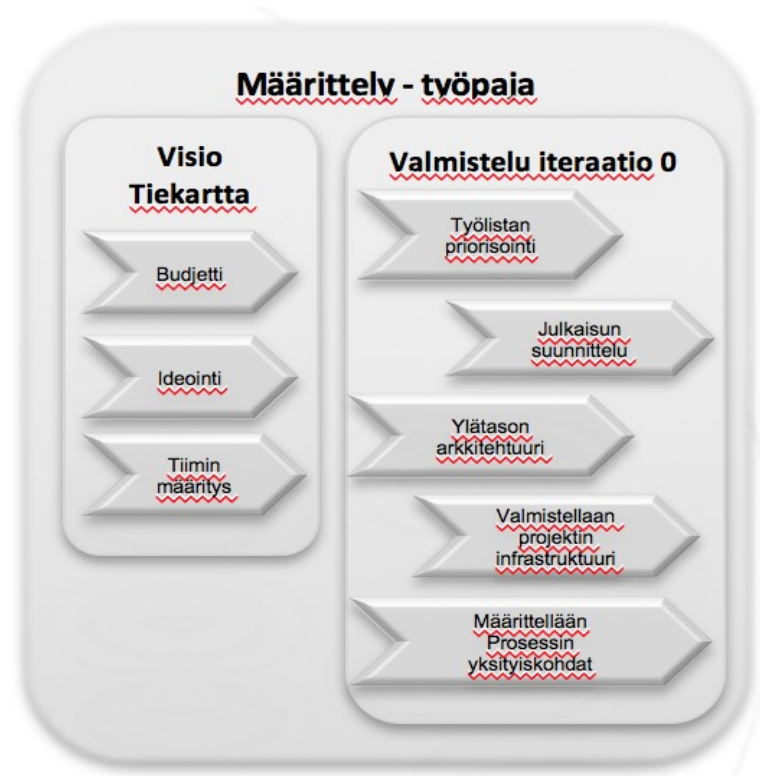 Määrittely - työpaja
Visio
Tiekartta
Budjetti
Ideointi
Tiimin
määritys
Valmistelu iteraatio 0
Työlistan
priorisointi
Julkaisun
suunnittelu
Ylätason
arkkitehtuuri
Valmistellaan
projektin
infrastruktuuri
Määrittellään
Prosessin
yksityiskohdat